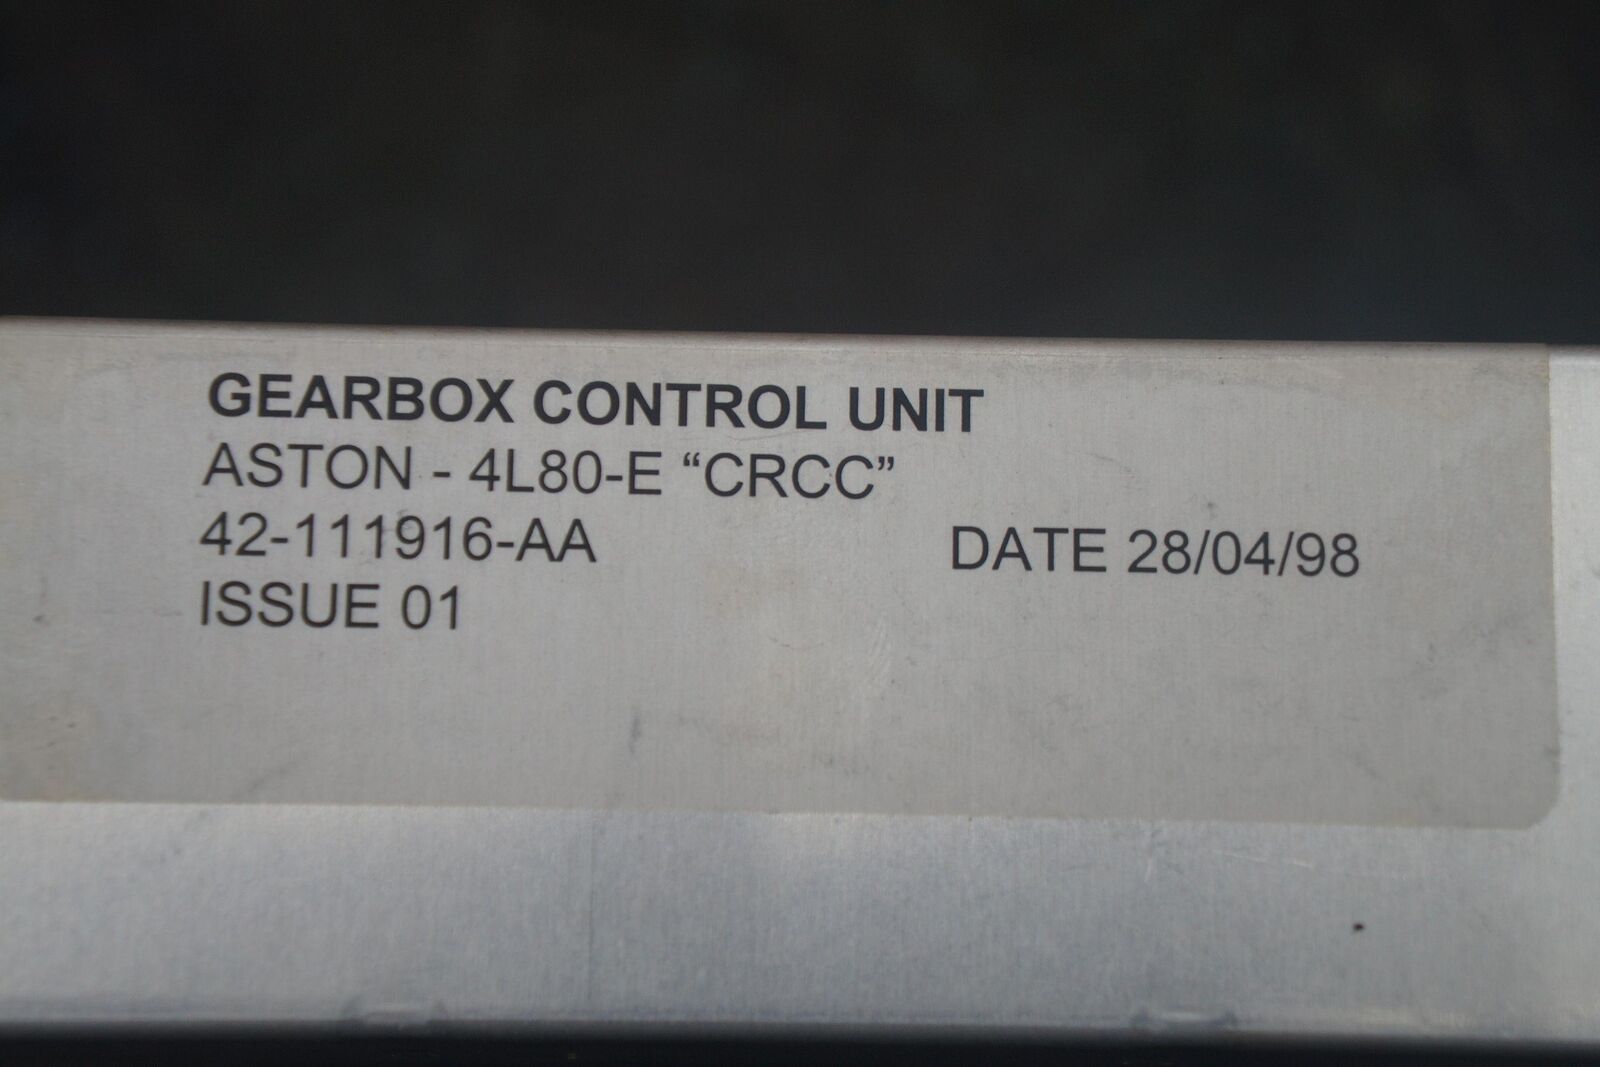 GEARBOX CONTROL UNIT
ASTON - 4L80-E “CRCC”
42-111916-AA DATE 28/04/98
ISSUE 01